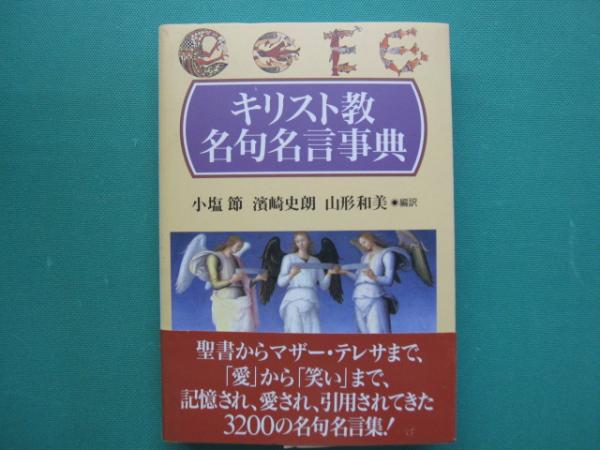 キリスト教
名句名言事典
小塩 節 濱崎史朗 山形和美◉編訳
聖書からマザー・テレサまで、
「愛」から「笑い」まで、
記憶され、愛され、引用されてきた
3200の名句名言集!